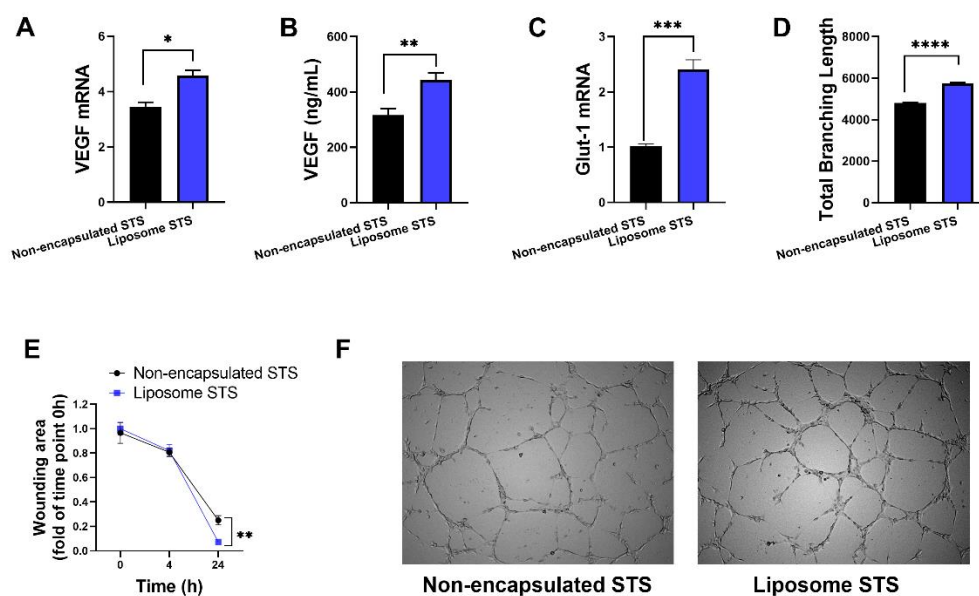 A
B
C
D
*
**
***
****
VEGF mRNA
6
4
2
0
Non-encapsulated STS
Liposome STS
VEGF (ng/mL)
600
400
200
0
Non-encapsulated STS
Liposome STS
Glut-1 mRNA
3
2
1
0
Non-encapsulated STS
Liposome STS
Total Branching Length
8000
6000
4000
2000
0
Non-encapsulated STS
Liposome STS
E
Non-encapsulated STS
Liposome STS
Wounding area
(fold of time point 0h)
1.0
0.8
0.6
0.4
0.2
0.0
**
0 4 24
Time (h)
F
Non-encapsulated STS
Liposome STS